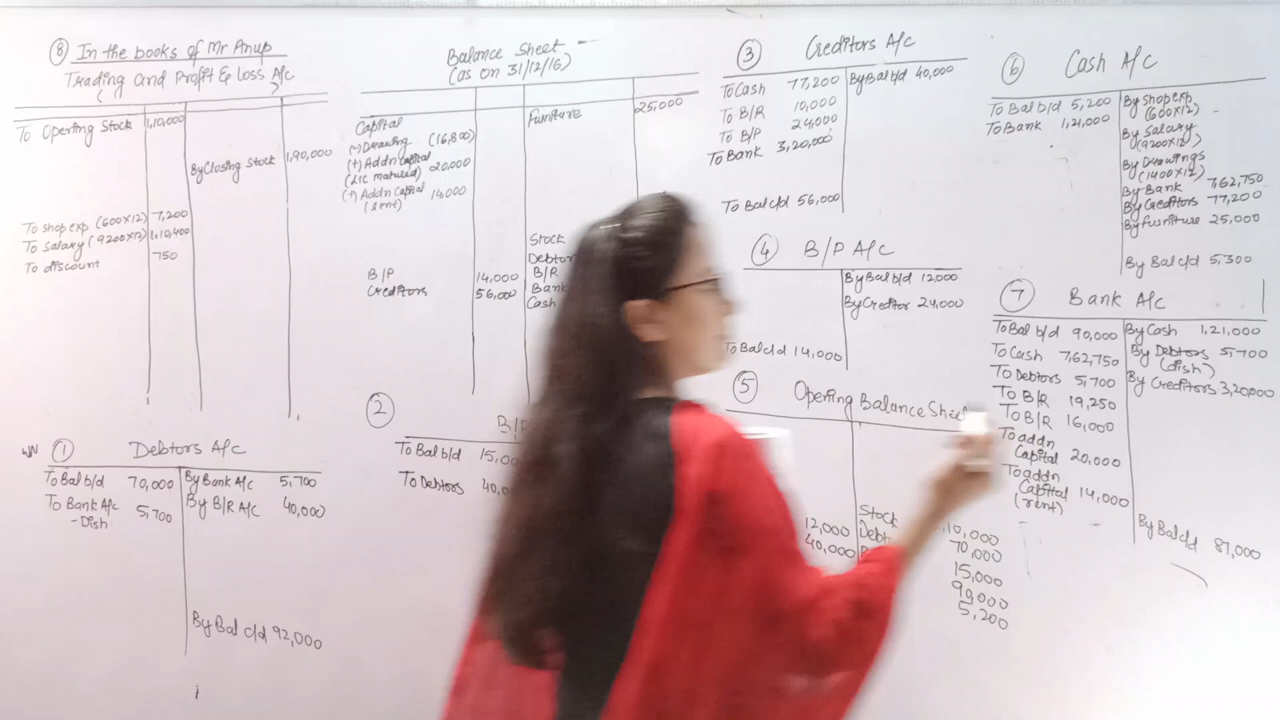 ⑧ In the books of Mr Anup
Trading and Profit & Loss A/c
To Opening Stock 1,10,000
By Closing Stock 1,90,000
To shop exp (600x12) 7,200
To Salary (9200x12) 1,10,400
To discount 750
Balance Sheet
(as on 31/12/16)
Capital
(-) Drawing (16,800)
(+) Addn Capital
(LIC matured) 20,000
(+) Addn Capital 14,000
(rent)
B/P 14,000
Creditors 56,000
Furniture 25,000
Stock
Debtor
B/R
Bank
Cash
WN ① Debtors A/c
To Bal b/d 70,000 By Bank A/c 5,700
To Bank A/c 5,700 By B/R A/c 40,000
- Dish
By Bal c/d 92,000
②
To Bal b/d 15,00
To Debtors 40,0
③ Creditors A/c
To Cash 77,200 By Bal b/d 40,000
To B/R 10,000
To B/P 24,000
To Bank 3,20,000
To Bal c/d 56,000
④ B/P A/c
By Bal b/d 12,000
By Creditor 24,000
To Bal c/d 14,000
⑤ Opening Balance Sheet
12,000 Stock 1,10,000
40,000 Debt 70,000
15,000
90,000
5,200
⑥ Cash A/c
To Bal b/d 5,200 By Shop exp
(600x12)
To Bank 1,21,000
By Salary
(9200x12)
By Drawings
(1400x12)
By Bank 7,62,750
By Creditors 77,200
By furniture 25,000
By Bal c/d 5,300
⑦ Bank A/c
To Bal b/d 90,000 By Cash 1,21,000
To Cash 7,62,750 By Debtors 5,700
(dish)
To Debtors 5,700 By Creditors 3,20,000
To B/R 19,250
To B/R 16,000
To addn
Capital 20,000
To addn
Capital 14,000
(rent)
By Bal c/d 87,000